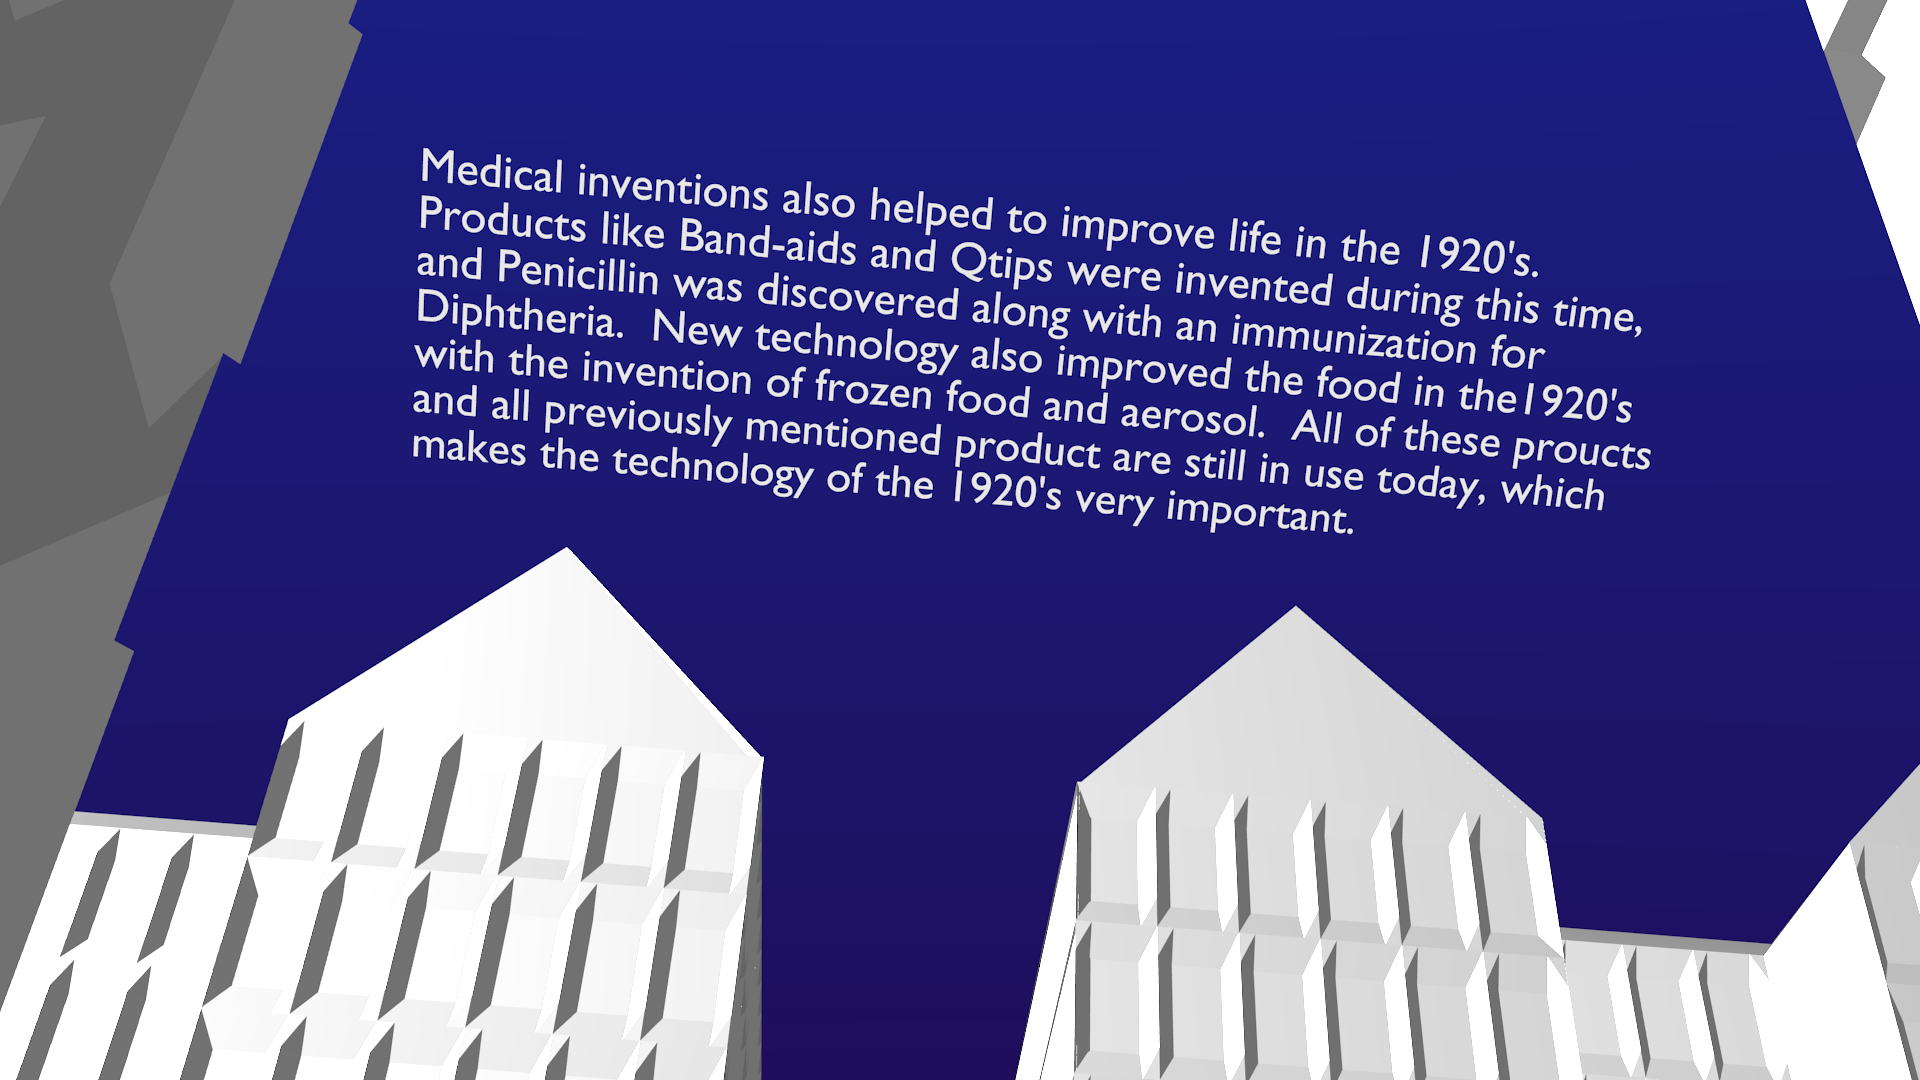 Medical inventions also helped to improve life in the 1920's.
Products like Band-aids and Qtips were invented during this time,
and Penicillin was discovered along with an immunization for
Diphtheria.  New technology also improved the food in the1920's
with the invention of frozen food and aerosol.  All of these proucts
and all previously mentioned product are still in use today, which
makes the technology of the 1920's very important.